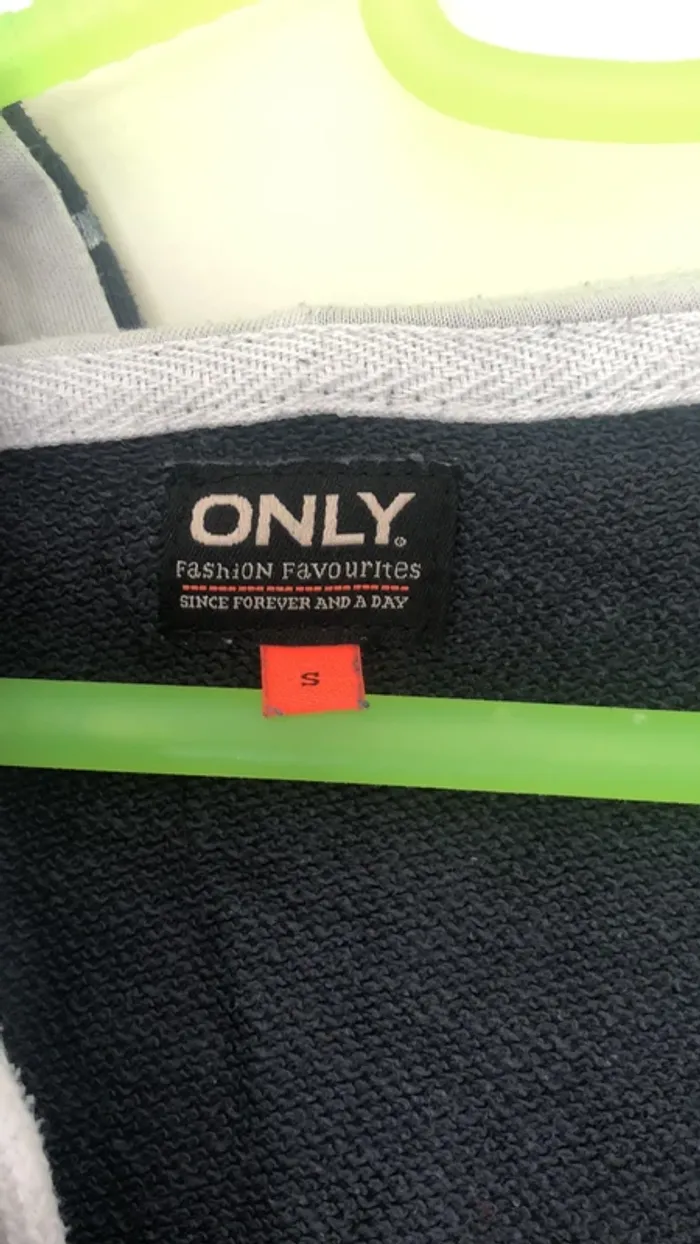 ONLY.
FasHiON Favourites
SINCE FOREVER AND A DAY
S